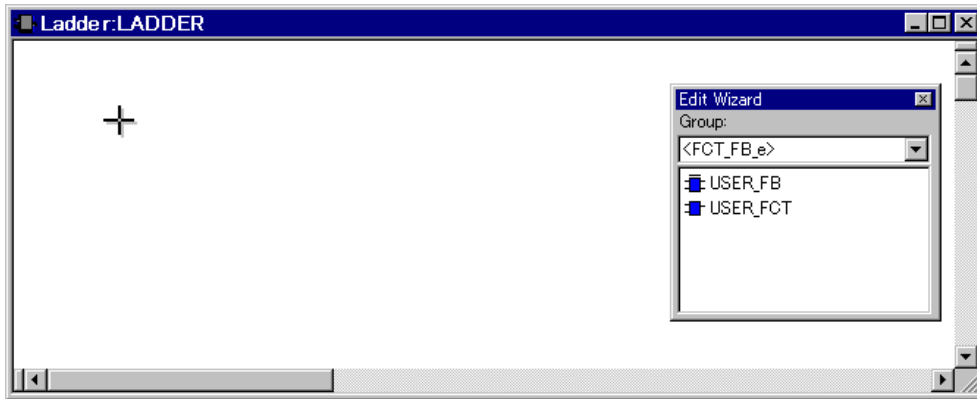 Ladder:LADDER
Edit Wizard
Group:
<FCT_FB_e>
USER_FB
USER_FCT